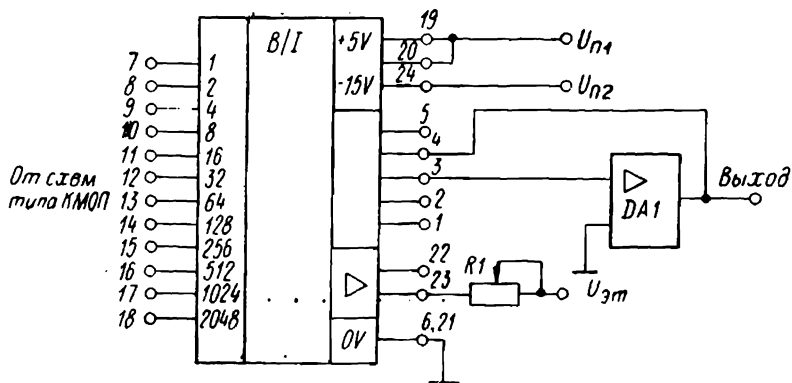 19
B/I +5V
20 Uп1
24
-15V Uп2
7 1
8 2
9 4
10 8
11 16
12 32
13 64
14 128
15 256
16 512
17 1024
18 2048
От схем
типа КМОП
5
4
3
2
1
DA1
Выход
22
23 R1
Uэт
0V 6,21